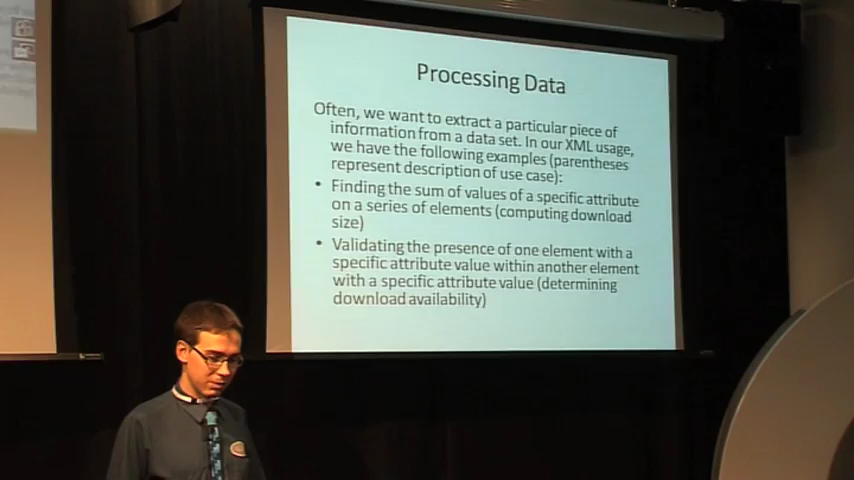 Processing Data
Often, we want to extract a particular piece of
information from a data set. In our XML usage,
we have the following examples (parentheses
represent description of use case):
• Finding the sum of values of a specific attribute
on a series of elements (computing download
size)
• Validating the presence of one element with a
specific attribute value within another element
with a specific attribute value (determining
download availability)